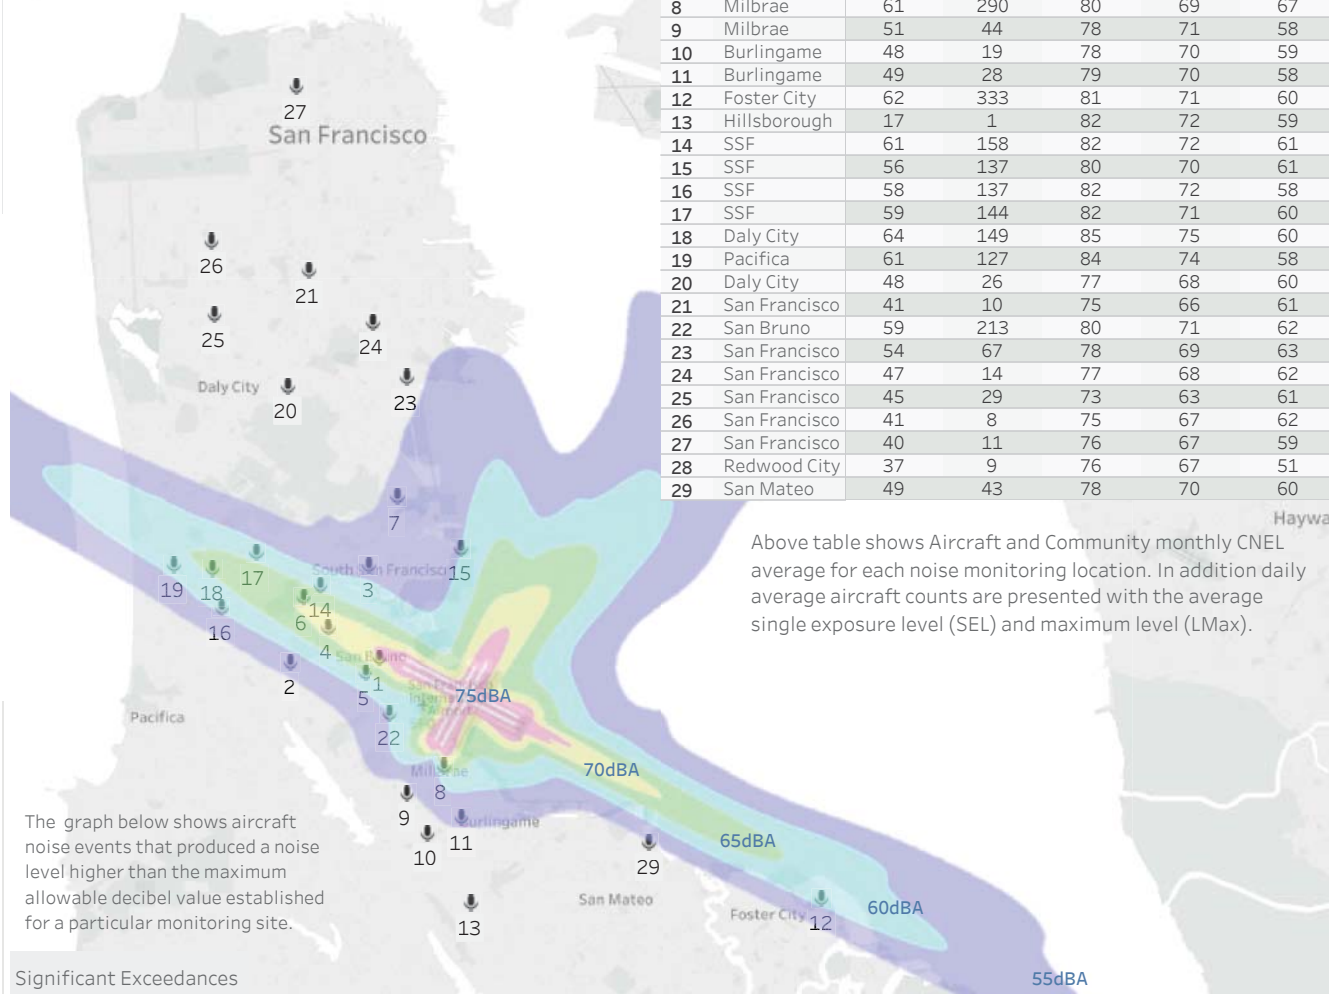 8 Milbrae 61 290 80 69 67
9 Milbrae 51 44 78 71 58
10 Burlingame 48 19 78 70 59
11 Burlingame 49 28 79 70 58
12 Foster City 62 333 81 71 60
13 Hillsborough 17 1 82 72 59
14 SSF 61 158 82 72 61
15 SSF 56 137 80 70 61
16 SSF 58 137 82 72 58
17 SSF 59 144 82 71 60
18 Daly City 64 149 85 75 60
19 Pacifica 61 127 84 74 58
20 Daly City 48 26 77 68 60
21 San Francisco 41 10 75 66 61
22 San Bruno 59 213 80 71 62
23 San Francisco 54 67 78 69 63
24 San Francisco 47 14 77 68 62
25 San Francisco 45 29 73 63 61
26 San Francisco 41 8 75 67 62
27 San Francisco 40 11 76 67 59
28 Redwood City 37 9 76 67 51
29 San Mateo 49 43 78 70 60
Above table shows Aircraft and Community monthly CNEL
average for each noise monitoring location. In addition daily
average aircraft counts are presented with the average
single exposure level (SEL) and maximum level (LMax).
27
San Francisco
26
21
25
24
Daly City
20
23
7
South San Francisco
15
19
18
17
3
14
6
16
4
San Bruno
2
5
1
75dBA
Pacifica
22
70dBA
Millbrae
8
9
Burlingame
11
10
65dBA
29
San Mateo
60dBA
Foster City
12
13
55dBA
Haywa
The graph below shows aircraft
noise events that produced a noise
level higher than the maximum
allowable decibel value established
for a particular monitoring site.
Significant Exceedances